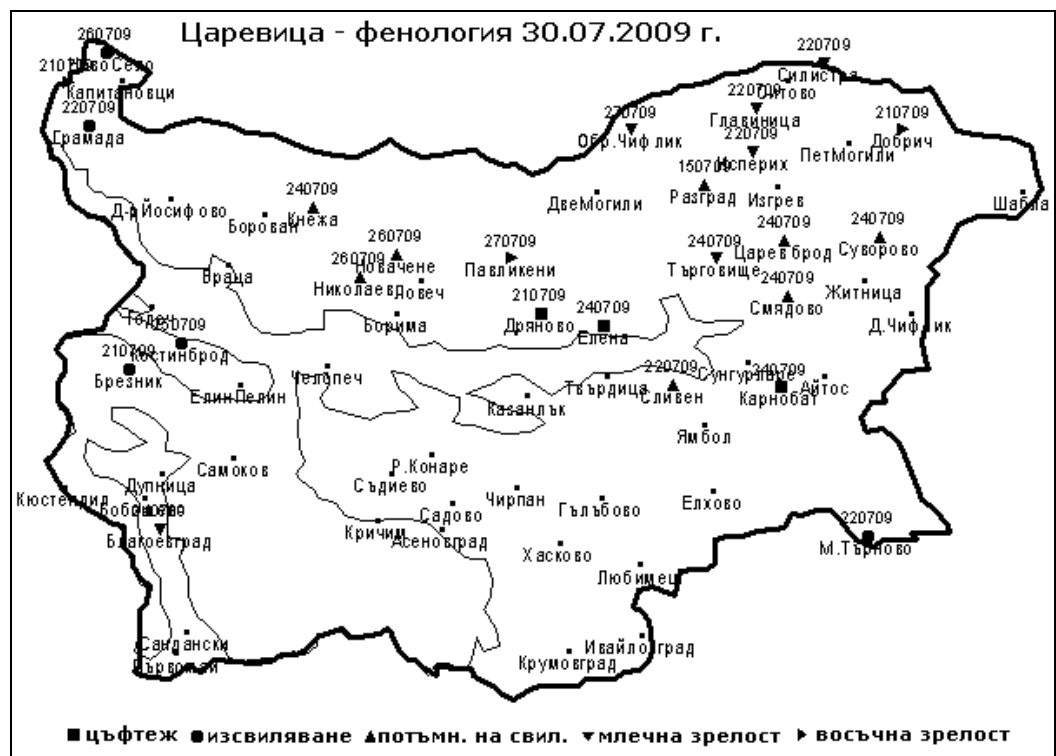 Царевица - фенология 30.07.2009 г.
260709
Ново Село
Капитановци
220709
Грамада
220709
Силистра
Ситово
220709
Главиница
270709
Обр.Чифлик
220709
Исперих
210709
Добрич
ПетМогили
150709
Разград
Изгрев
Шабла
ДвеМогили
Д-р Йосифово
Борован
240709
Кнежа
240709
Царев брод
240709
Суворово
260709
Новачене
260709
Николаево
Ловеч
270709
Павликени
240709
Търговище
240709
Смядово
Житница
Д.Чифлик
Враца
Борима
210709
Дряново
240709
Елена
Годеч
250709
Костинброд
210709
Брезник
ЕлинПелин
Челопеч
Казанлък
Твърдица
220709
Сливен
Сунгурларе
240709
Карнобат
Айтос
Ямбол
Самоков
Дупница
Кюстендил
Благоевград
Р.Конаре
Съдиево
Садово
Чирпан
Гълъбово
Елхово
Кричим
Асеновград
Хасково
Любимец
220709
М.Търново
Сандански
Първомай
Крумовград
Ивайловград
цъфтеж изсвиляване потъмн. на свил. млечна зрелост восъчна зрелост